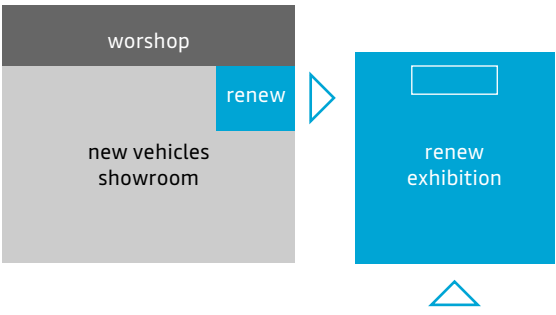 worshop
renew
new vehicles
showroom
renew
exhibition